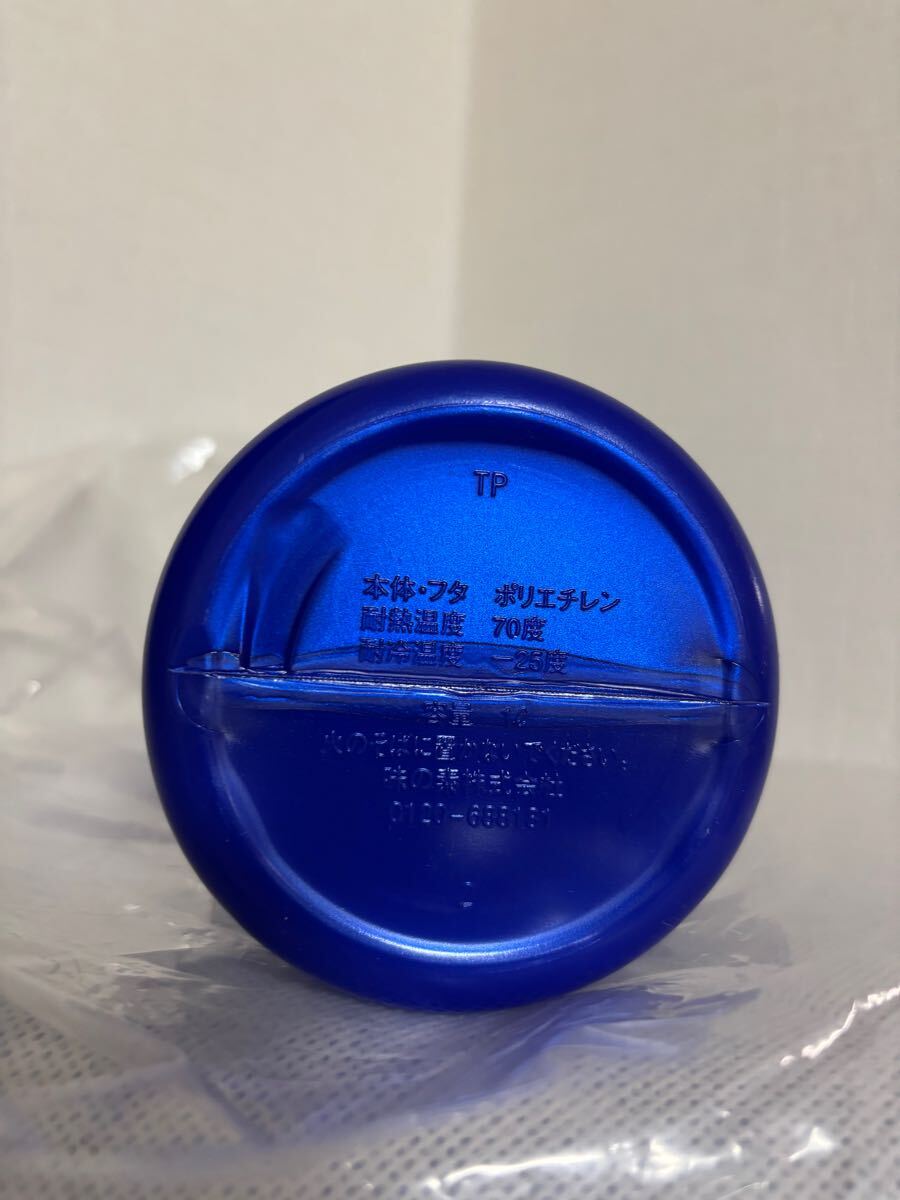 TP
本体・フタ ポリエチレン
耐熱温度 70度
耐冷温度 -25度
容量
火のそばに置かないでください。
味の素株式会社